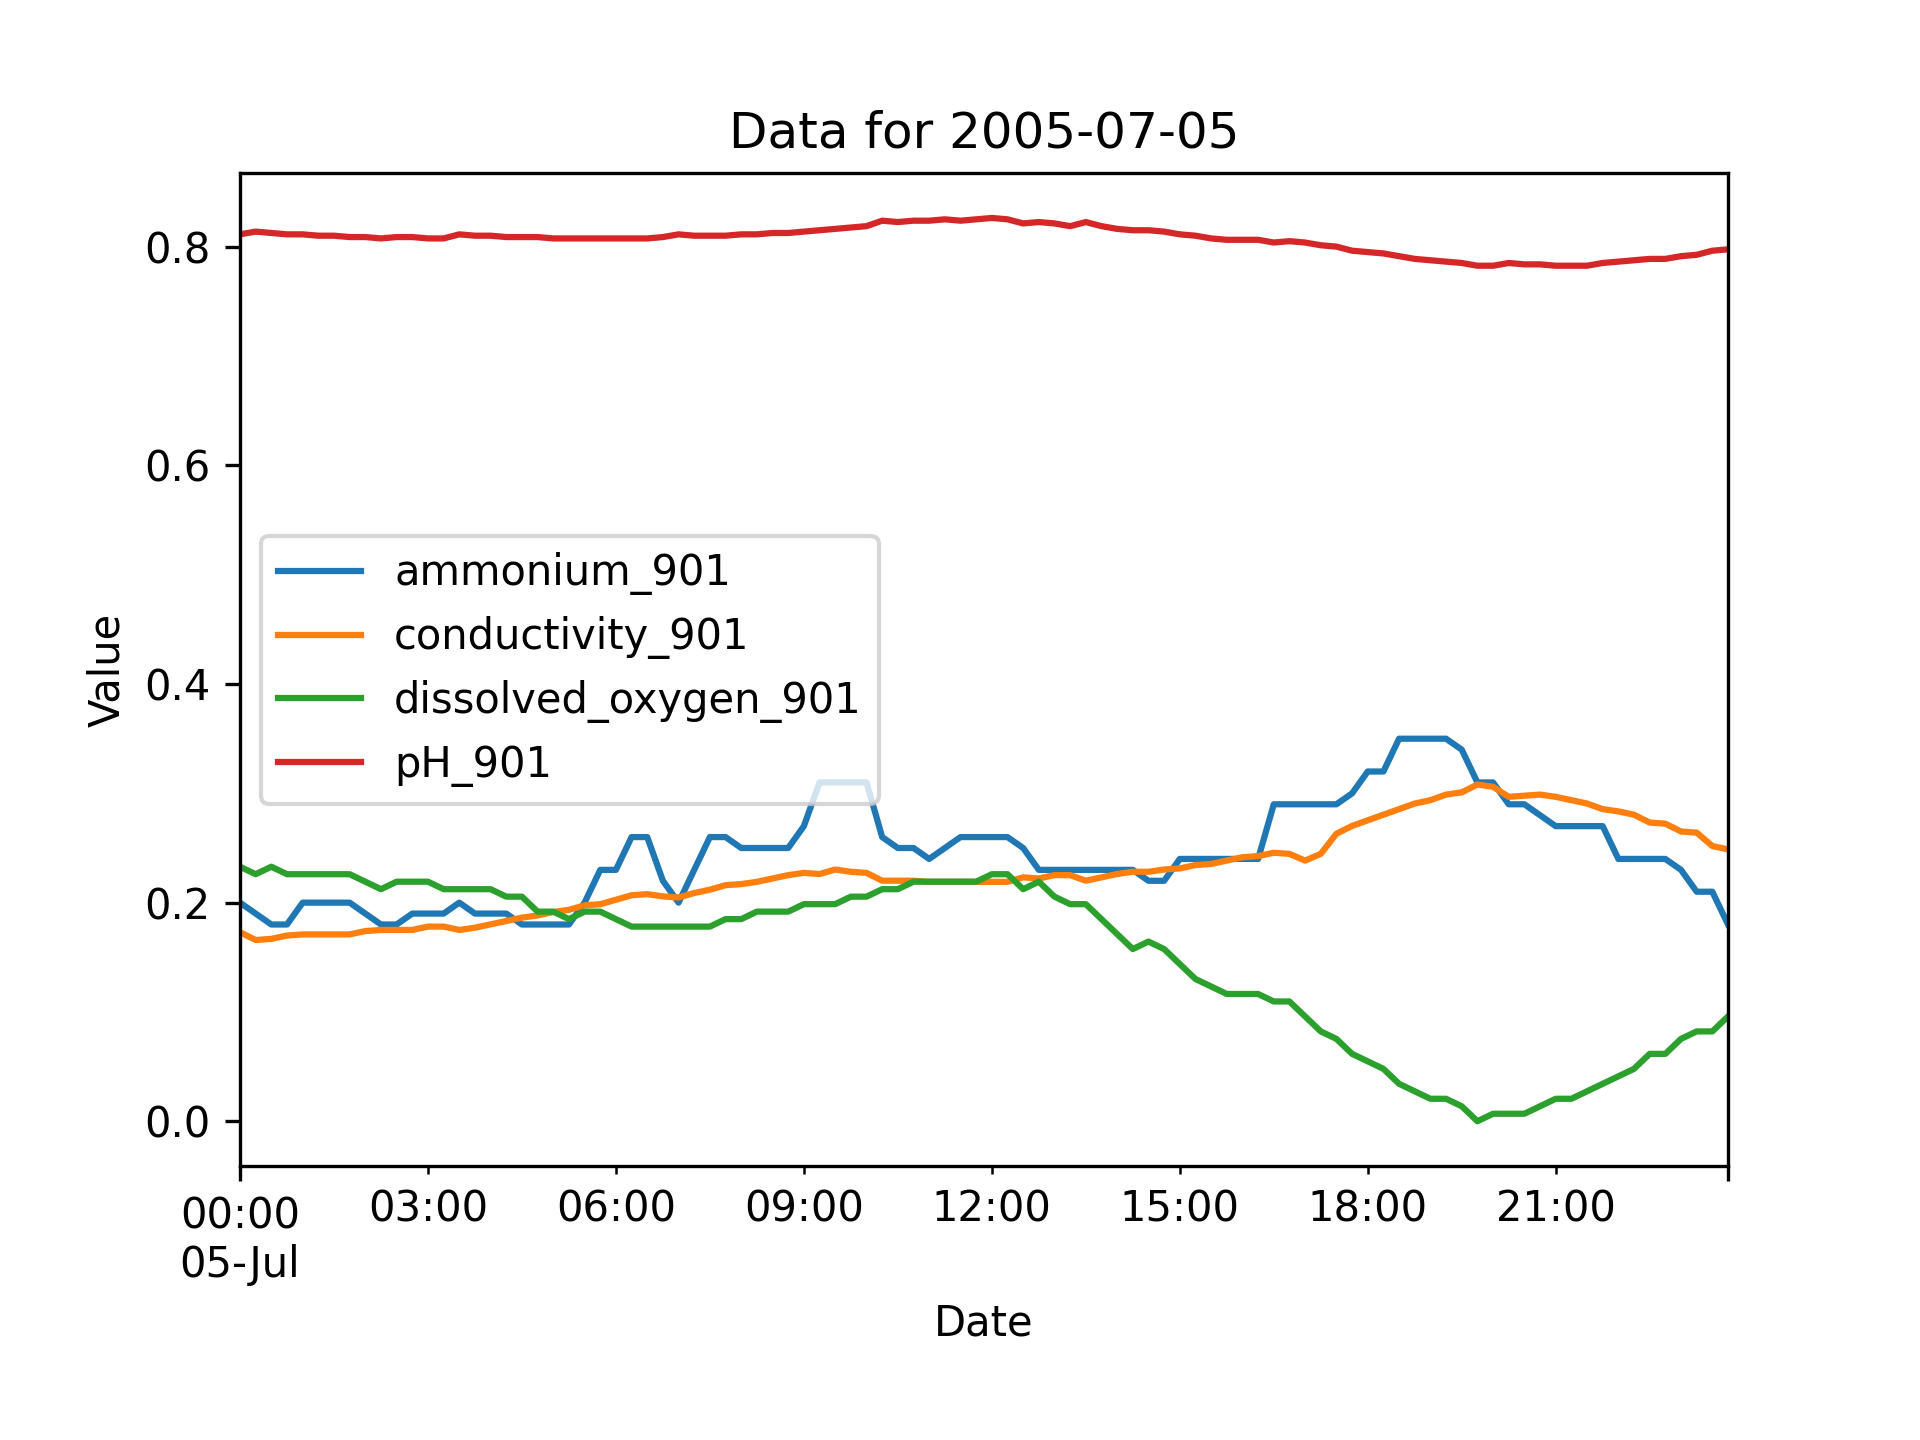 Data for 2005-07-05
Value
0.8
0.6
0.4
0.2
0.0
ammonium_901
conductivity_901
dissolved_oxygen_901
pH_901
00:00 03:00 06:00 09:00 12:00 15:00 18:00 21:00
05-Jul
Date